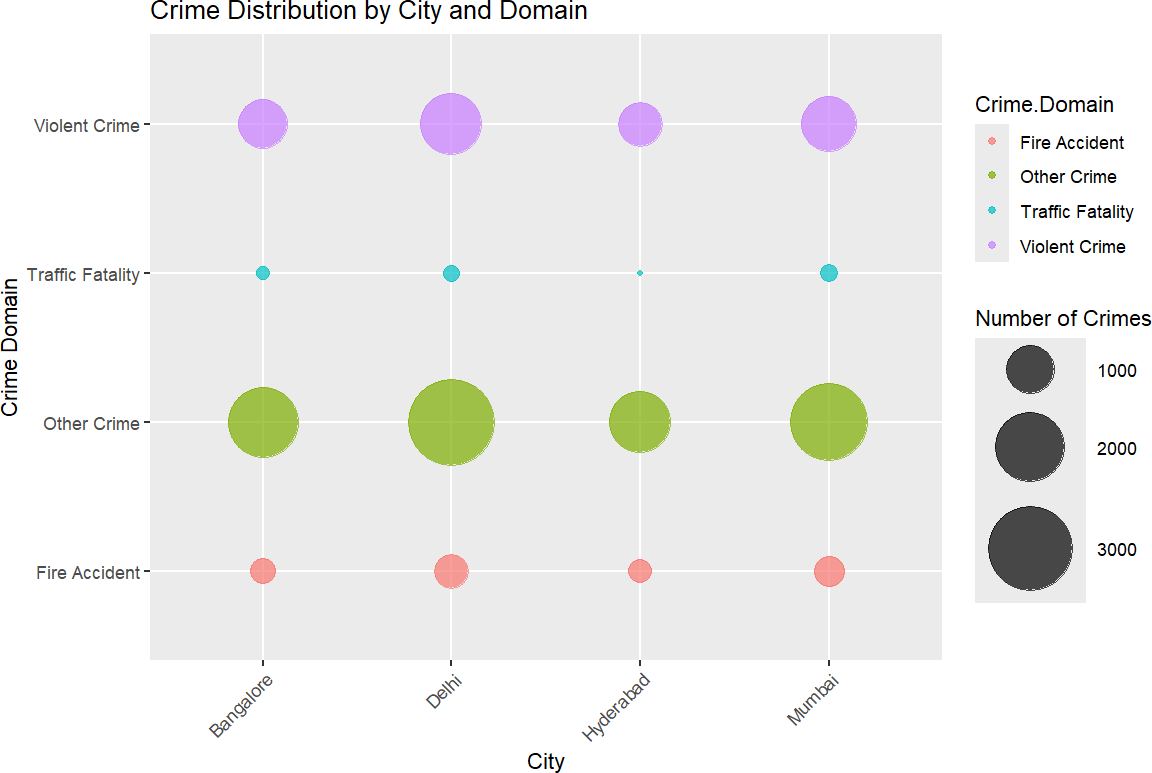 Crime Distribution by City and Domain
Crime Domain
Violent Crime
Traffic Fatality
Other Crime
Fire Accident
Bangalore
Delhi
Hyderabad
Mumbai
City
Crime.Domain
Fire Accident
Other Crime
Traffic Fatality
Violent Crime
Number of Crimes
1000
2000
3000